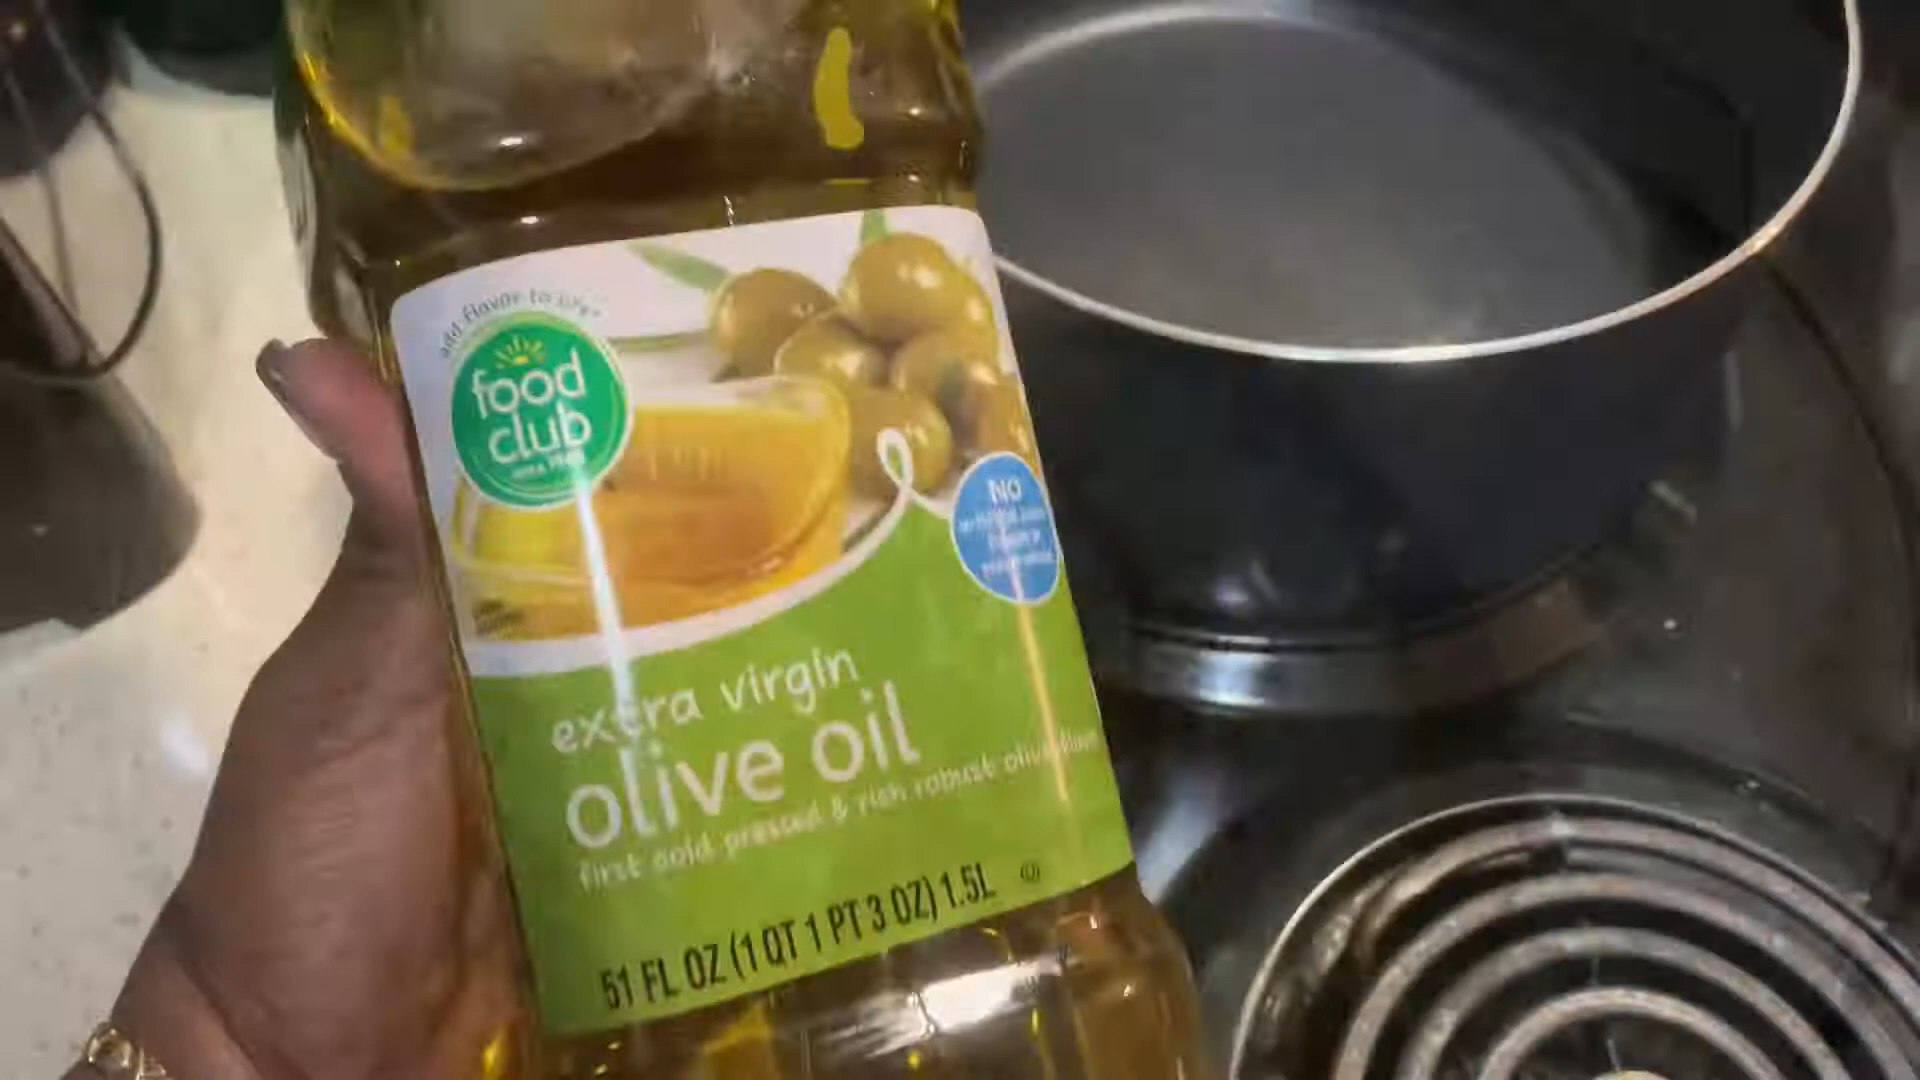 add flavor to life
food
club
NO
extra virgin
olive oil
first cold pressed & rich robust olive
51 FL OZ (1 QT 1 PT 3 OZ) 1.5L